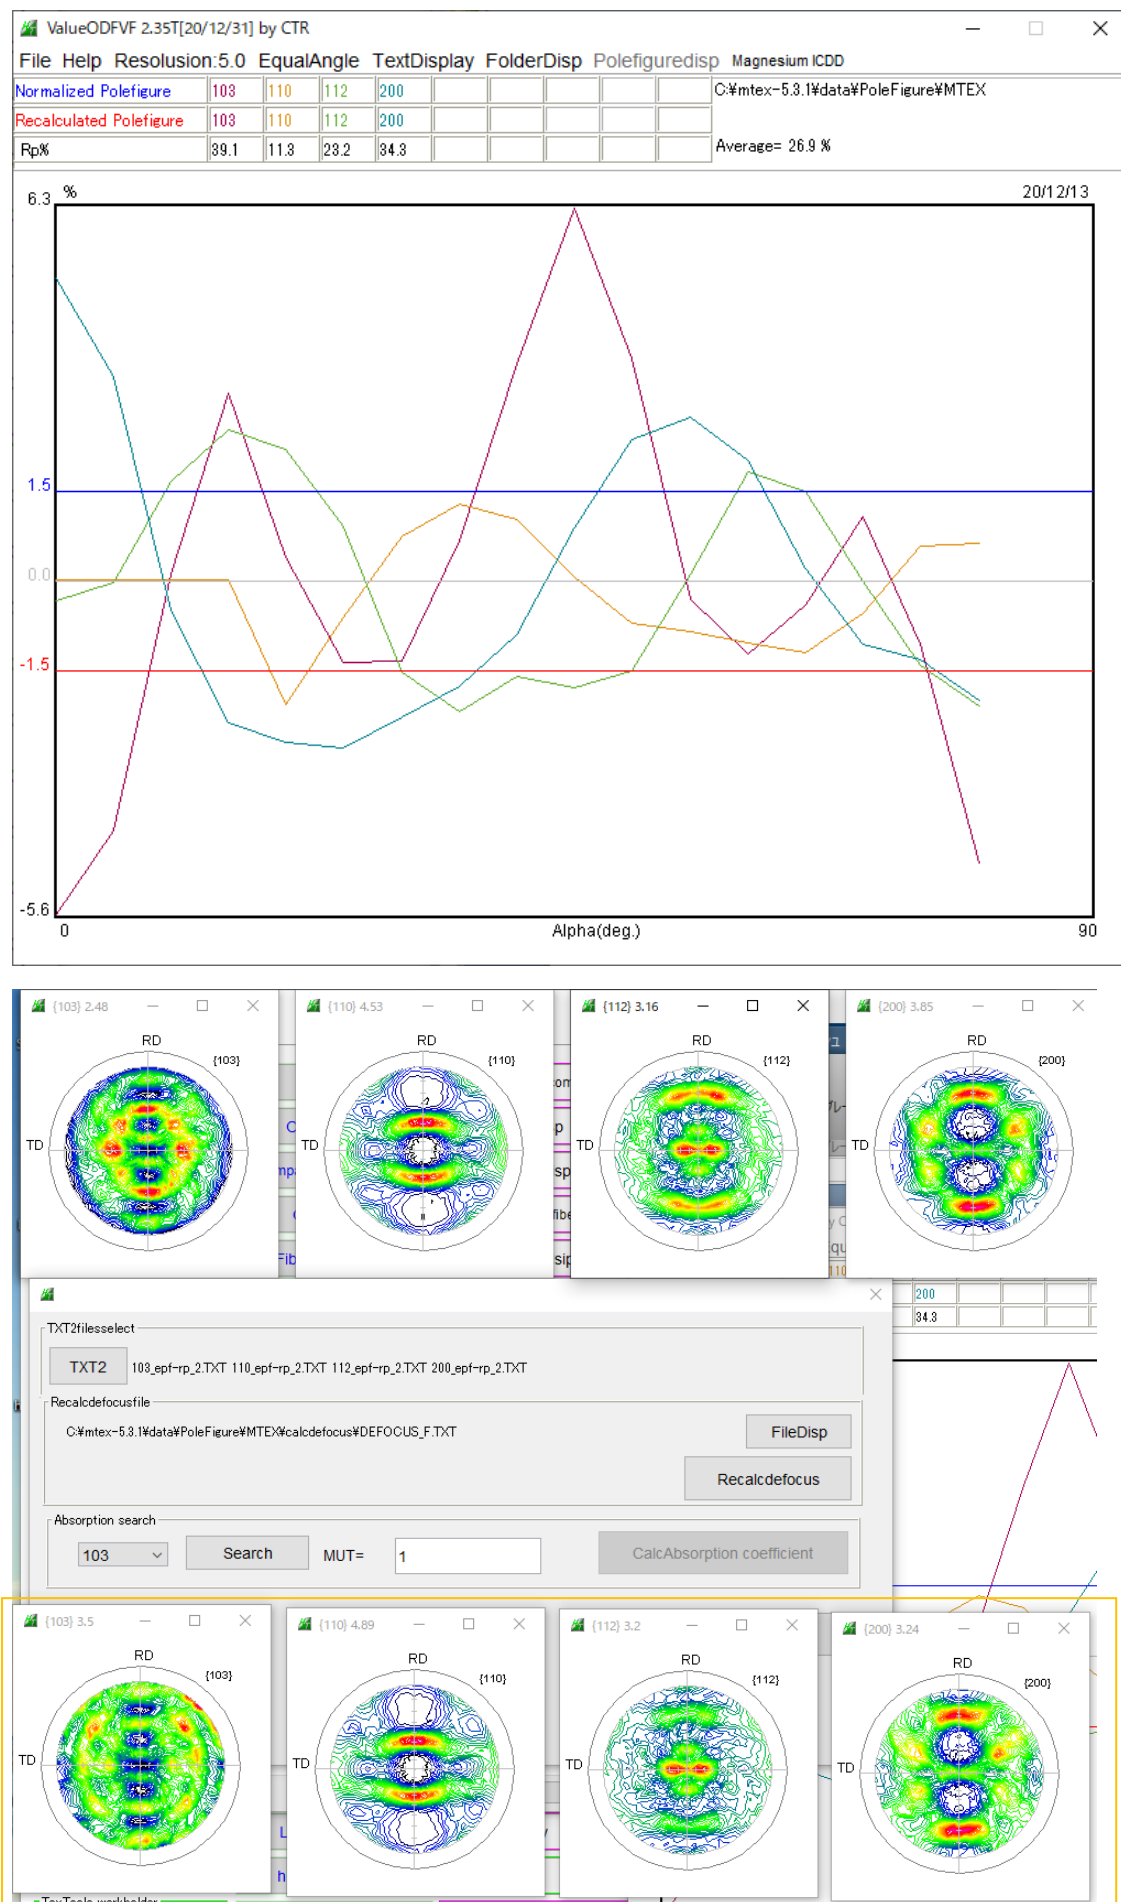 ValueODFVF 2.35T[20/12/31] by CTR
File Help Resolusion:5.0 EqualAngle TextDisplay FolderDisp Polefiguredisp Magnesium ICDD
Normalized Polefigure 103 110 112 200 C:¥mtex-5.3.1¥data¥PoleFigure¥MTEX
Recalculated Polefigure 103 110 112 200
Rp% 39.1 11.3 23.2 34.3 Average= 26.9 %
6.3 % 20/12/13
1.5
0.0
-1.5
-5.6
0 Alpha(deg.) 90
{103} 2.48 {110} 4.53 {112} 3.16 {200} 3.85
RD RD RD RD
{103} {110} {112} {200}
TD TD TD TD
200
34.3
TXT2filesselect
TXT2 103_epf-rp_2.TXT 110_epf-rp_2.TXT 112_epf-rp_2.TXT 200_epf-rp_2.TXT
Recalcdefocusfile
C:¥mtex-5.3.1¥data¥PoleFigure¥MTEX¥calcdefocus¥DEFOCUS_F.TXT FileDisp
Recalcdefocus
Absorption search
103 Search MUT= 1 CalcAbsorption coefficient
{103} 3.5 {110} 4.89 {112} 3.2 {200} 3.24
RD RD RD RD
{103} {110} {112} {200}
TD TD TD TD